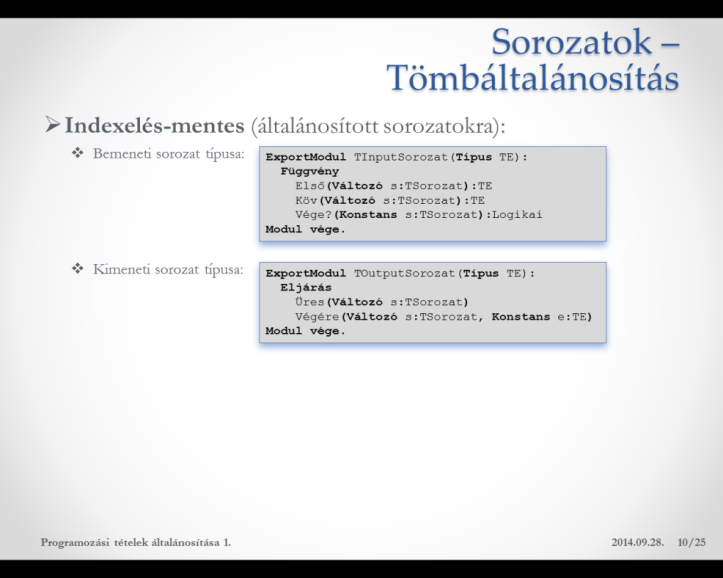 Sorozatok –
Tömbáltalánosítás
Indexelés-mentes (általánosított sorozatokra):
Bemeneti sorozat típusa:
ExportModul TInputSorozat(Típus TE):
Függvény
Első(Változó s:TSorozat):TE
Köv(Változó s:TSorozat):TE
Vége?(Konstans s:TSorozat):Logikai
Modul vége.
Kimeneti sorozat típusa:
ExportModul TOutputSorozat(Típus TE):
Eljárás
Üres(Változó s:TSorozat)
Végére(Változó s:TSorozat, Konstans e:TE)
Modul vége.
Programozási tételek általánosítása 1.
2014.09.28. 10/25